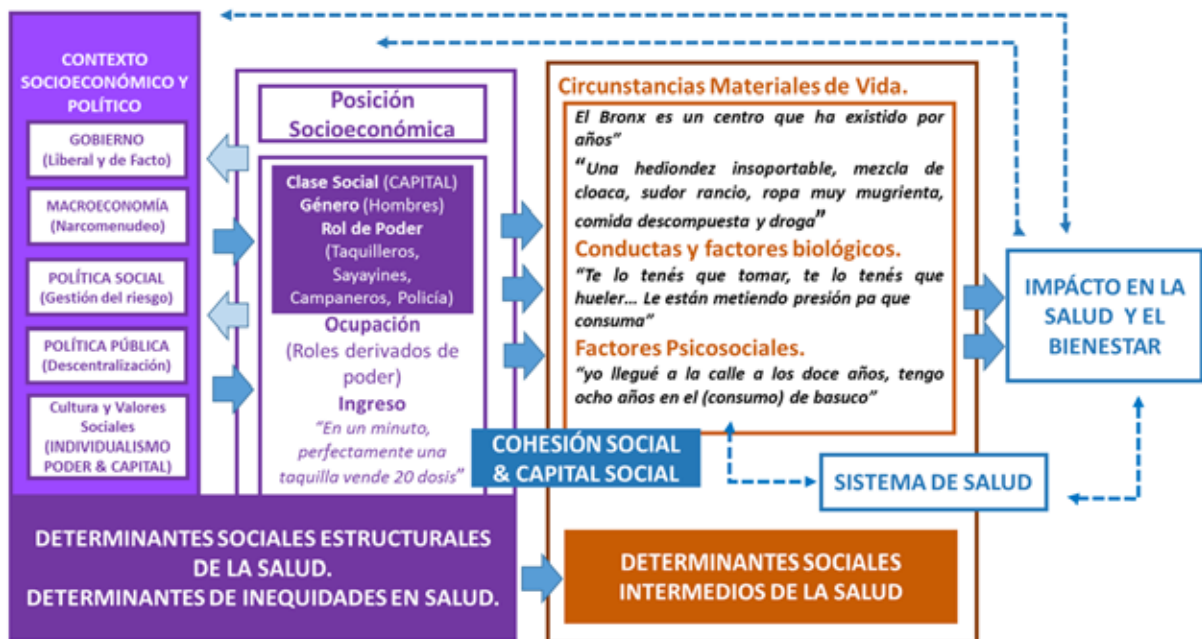 CONTEXTO
SOCIOECONÓMICO Y
POLÍTICO
GOBIERNO
(Liberal y de Facto)
MACROECONOMÍA
(Narcomenudeo)
POLÍTICA SOCIAL
(Gestión del riesgo)
POLÍTICA PÚBLICA
(Descentralización)
Cultura y Valores
Sociales
(INDIVIDUALISMO
PODER & CAPITAL)
Posición
Socioeconómica
Clase Social (CAPITAL)
Género (Hombres)
Rol de Poder
(Taquilleros,
Sayayines,
Campaneros, Policía)
Ocupación
(Roles derivados de
poder)
Ingreso
"En un minuto,
perfectamente una
taquilla vende 20 dosis"
Circunstancias Materiales de Vida.
El Bronx es un centro que ha existido por
años"
"Una hediondez insoportable, mezcla de
cloaca, sudor rancio, ropa muy mugrienta,
comida descompuesta y droga"
Conductas y factores biológicos.
"Te lo tenés que tomar, te lo tenés que
hueler... Le están metiendo presión pa que
consuma"
Factores Psicosociales.
"yo llegué a la calle a los doce años, tengo
ocho años en el (consumo) de basuco"
COHESIÓN SOCIAL
& CAPITAL SOCIAL
SISTEMA DE SALUD
IMPÁCTO EN LA
SALUD Y EL
BIENESTAR
DETERMINANTES SOCIALES ESTRUCTURALES
DE LA SALUD.
DETERMINANTES DE INEQUIDADES EN SALUD.
DETERMINANTES SOCIALES
INTERMEDIOS DE LA SALUD